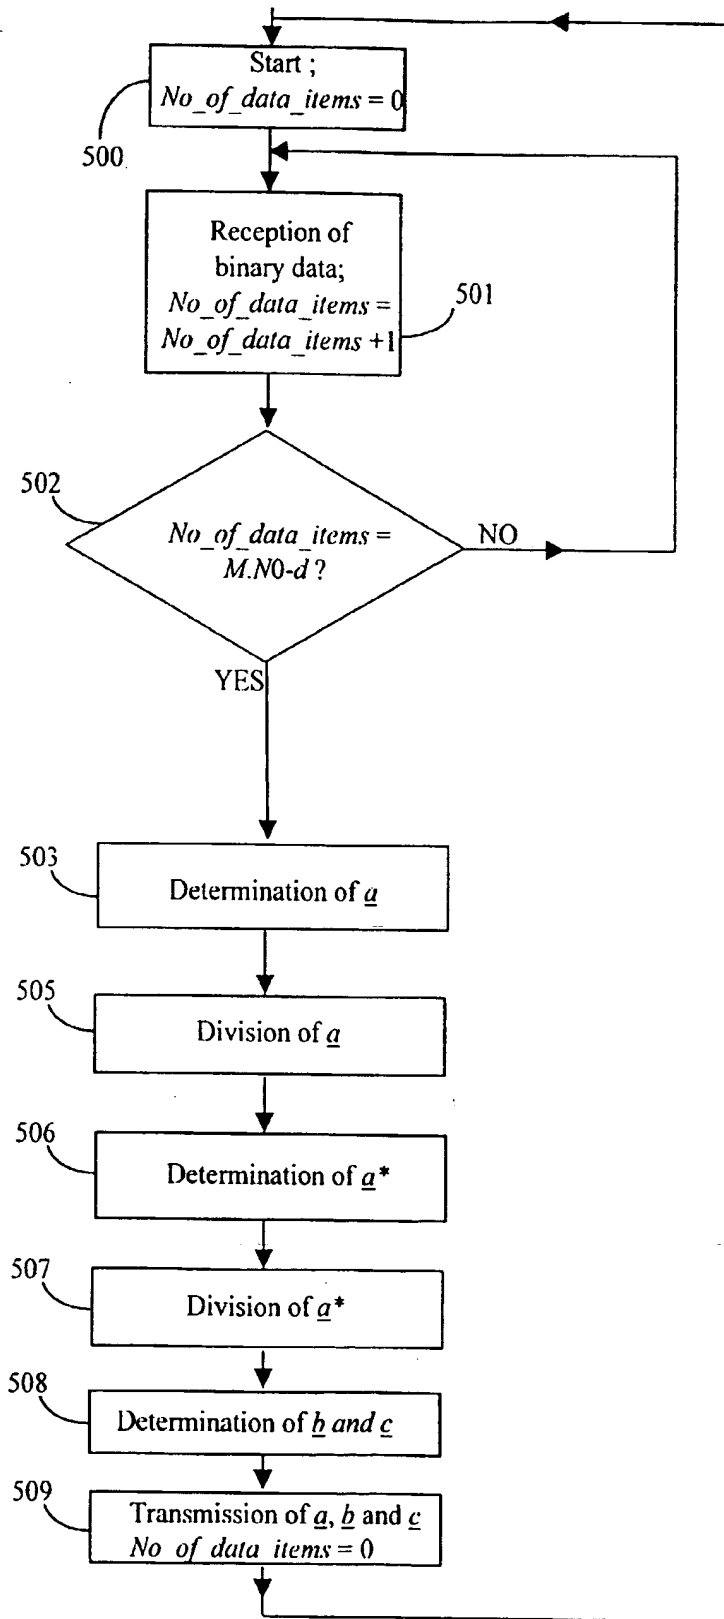 Start ;
No_of_data_items = 0
500
Reception of
binary data;
No_of_data_items =
No_of_data_items +1
501
502
No_of_data_items =
M.N0-d ?
NO
YES
503
Determination of a
505
Division of a
506
Determination of a*
507
Division of a*
508
Determination of b and c
509
Transmission of a, b and c
No_of_data_items = 0